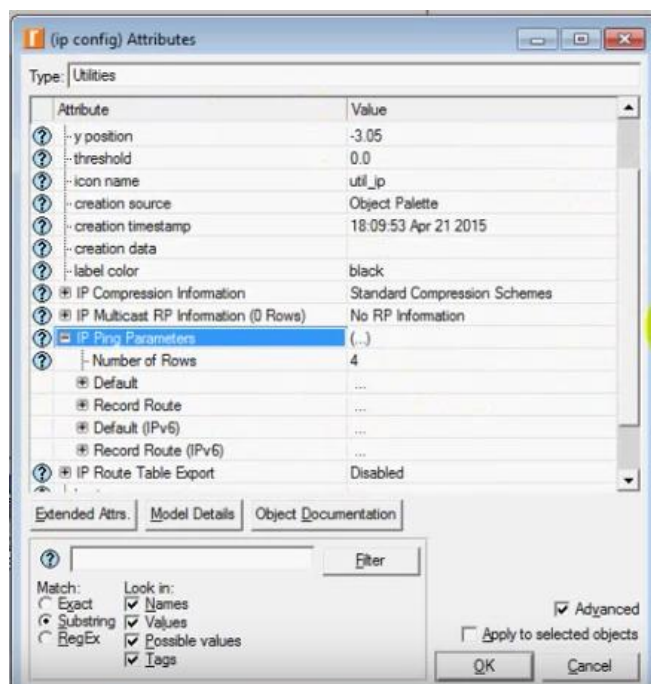 (ip config) Attributes
Type: Utilities
Attribute Value
y position -3.05
threshold 0.0
icon name util_ip
creation source Object Palette
creation timestamp 18:09:53 Apr 21 2015
creation data
label color black
IP Compression Information Standard Compression Schemes
IP Multicast RP Information (0 Rows) No RP Information
IP Ping Parameters (...)
Number of Rows 4
Default ...
Record Route ...
Default (IPv6) ...
Record Route (IPv6) ...
IP Route Table Export Disabled
Extended Attrs. Model Details Object Documentation
Filter
Match: Look in:
Exact Names
Substring Values
RegEx Possible values
Tags
Advanced
Apply to selected objects
OK Cancel